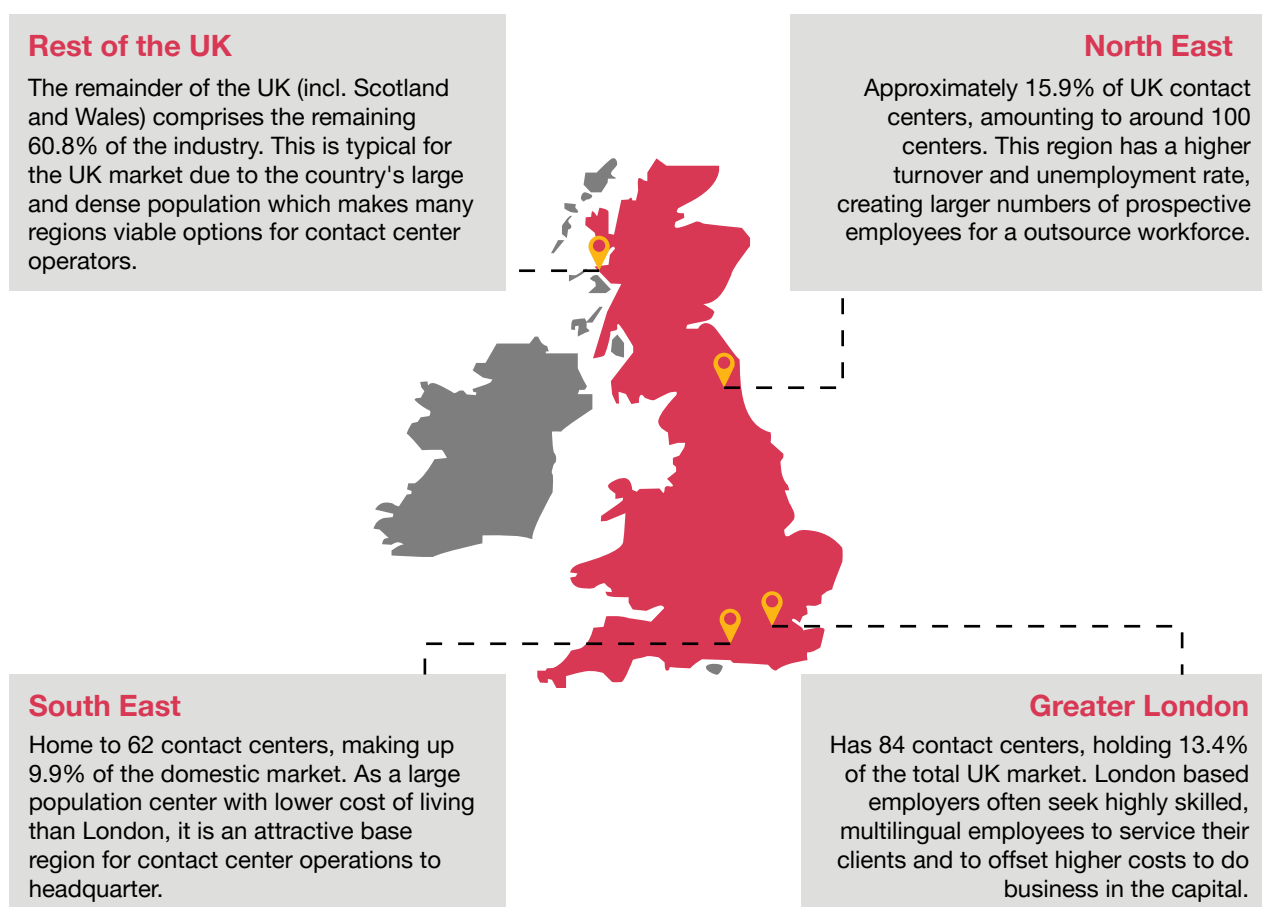 Rest of the UK
The remainder of the UK (incl. Scotland
and Wales) comprises the remaining
60.8% of the industry. This is typical for
the UK market due to the country's large
and dense population which makes many
regions viable options for contact center
operators.
North East
Approximately 15.9% of UK contact
centers, amounting to around 100
centers. This region has a higher
turnover and unemployment rate,
creating larger numbers of prospective
employees for a outsource workforce.
South East
Home to 62 contact centers, making up
9.9% of the domestic market. As a large
population center with lower cost of living
than London, it is an attractive base
region for contact center operations to
headquarter.
Greater London
Has 84 contact centers, holding 13.4%
of the total UK market. London based
employers often seek highly skilled,
multilingual employees to service their
clients and to offset higher costs to do
business in the capital.